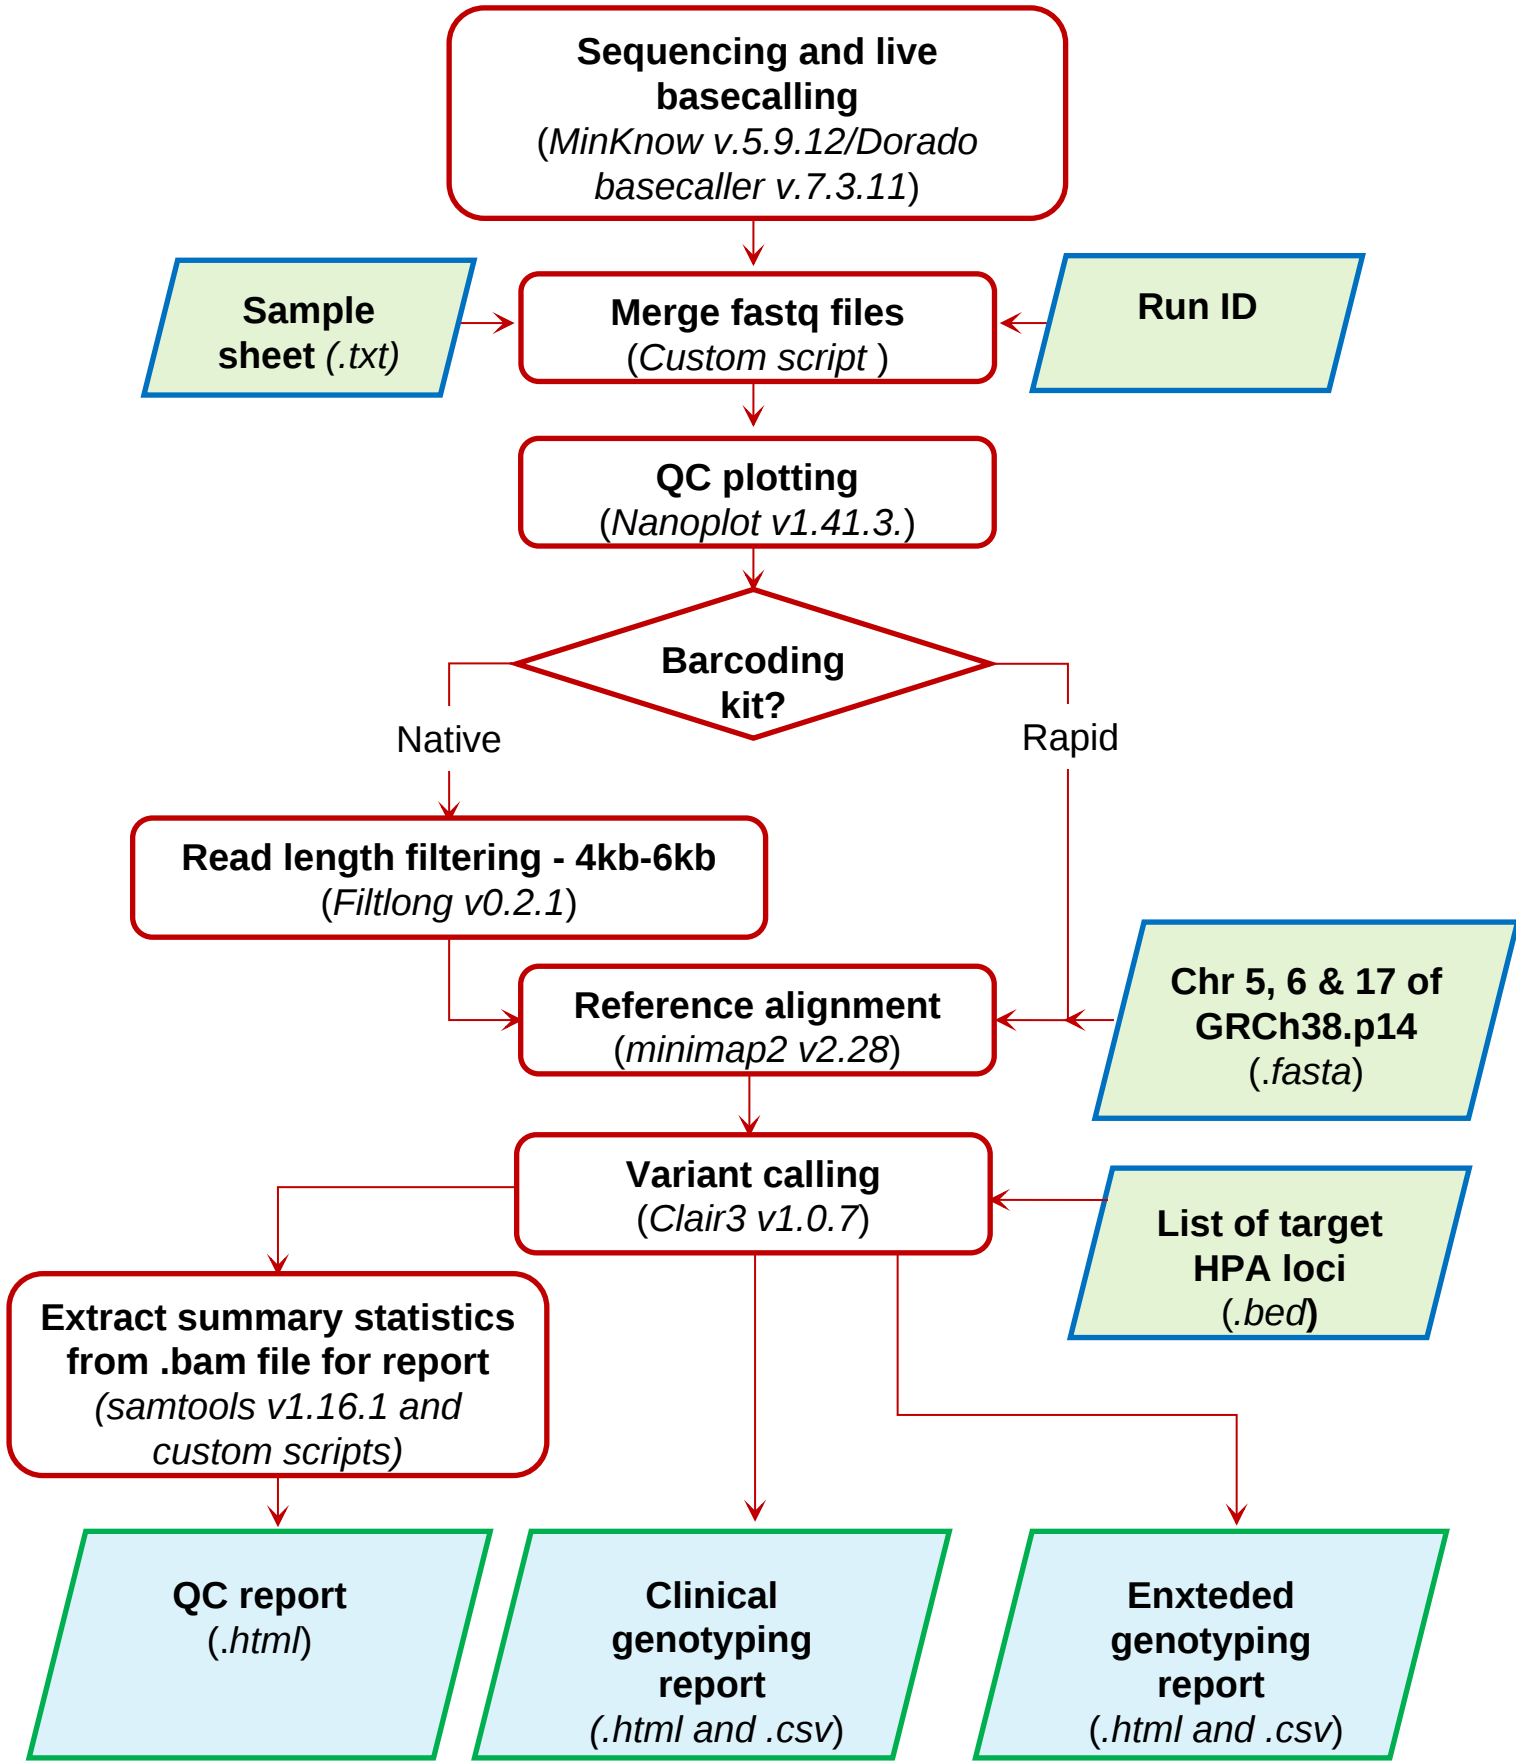 Sequencing and live
basecalling
(MinKnow v.5.9.12/Dorado
basecaller v.7.3.11)
Sample
sheet (.txt)
Merge fastq files
(Custom script )
Run ID
QC plotting
(Nanoplot v1.41.3.)
Barcoding
kit?
Native
Rapid
Read length filtering - 4kb-6kb
(Filtlong v0.2.1)
Reference alignment
(minimap2 v2.28)
Chr 5, 6 & 17 of
GRCh38.p14
(.fasta)
Variant calling
(Clair3 v1.0.7)
List of target
HPA loci
(.bed)
Extract summary statistics
from .bam file for report
(samtools v1.16.1 and
custom scripts)
QC report
(.html)
Clinical
genotyping
report
(.html and .csv)
Enxteded
genotyping
report
(.html and .csv)